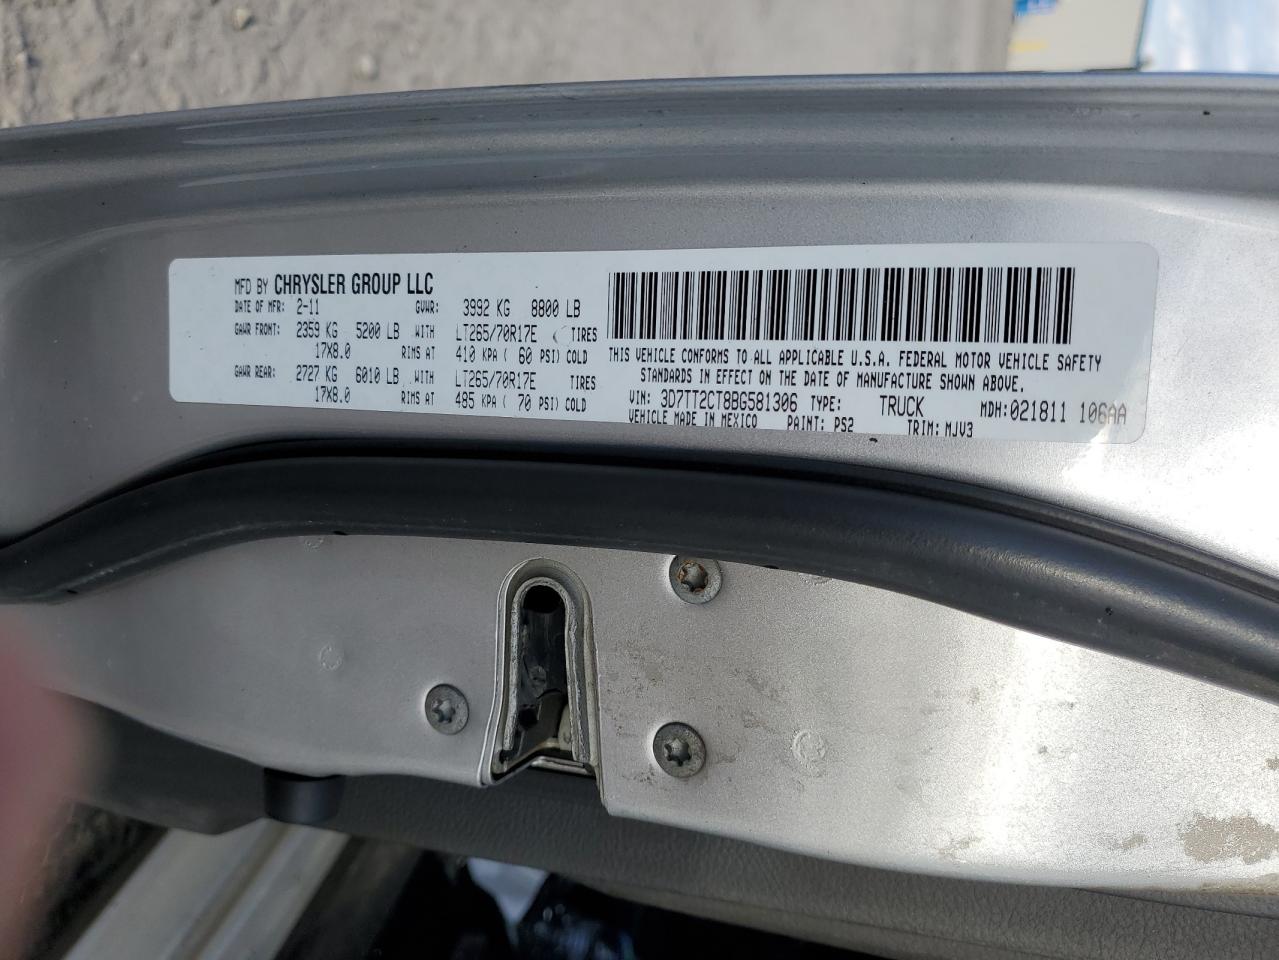 MFD BY CHRYSLER GROUP LLC
DATE OF MFR: 2-11 GVWR: 3992 KG 8800 LB
GAWR FRONT: 2359 KG 5200 LB WITH LT265/70R17E TIRES
17X8.0 RIMS AT 410 KPA ( 60 PSI) COLD
GAWR REAR: 2727 KG 6010 LB WITH LT265/70R17E TIRES
17X8.0 RIMS AT 485 KPA ( 70 PSI) COLD
THIS VEHICLE CONFORMS TO ALL APPLICABLE U.S.A. FEDERAL MOTOR VEHICLE SAFETY
STANDARDS IN EFFECT ON THE DATE OF MANUFACTURE SHOWN ABOVE.
VIN: 3D7TT2CT8BG581306 TYPE: TRUCK MDH: 021811 106AA
VEHICLE MADE IN MEXICO PAINT: PS2 TRIM: MJV3